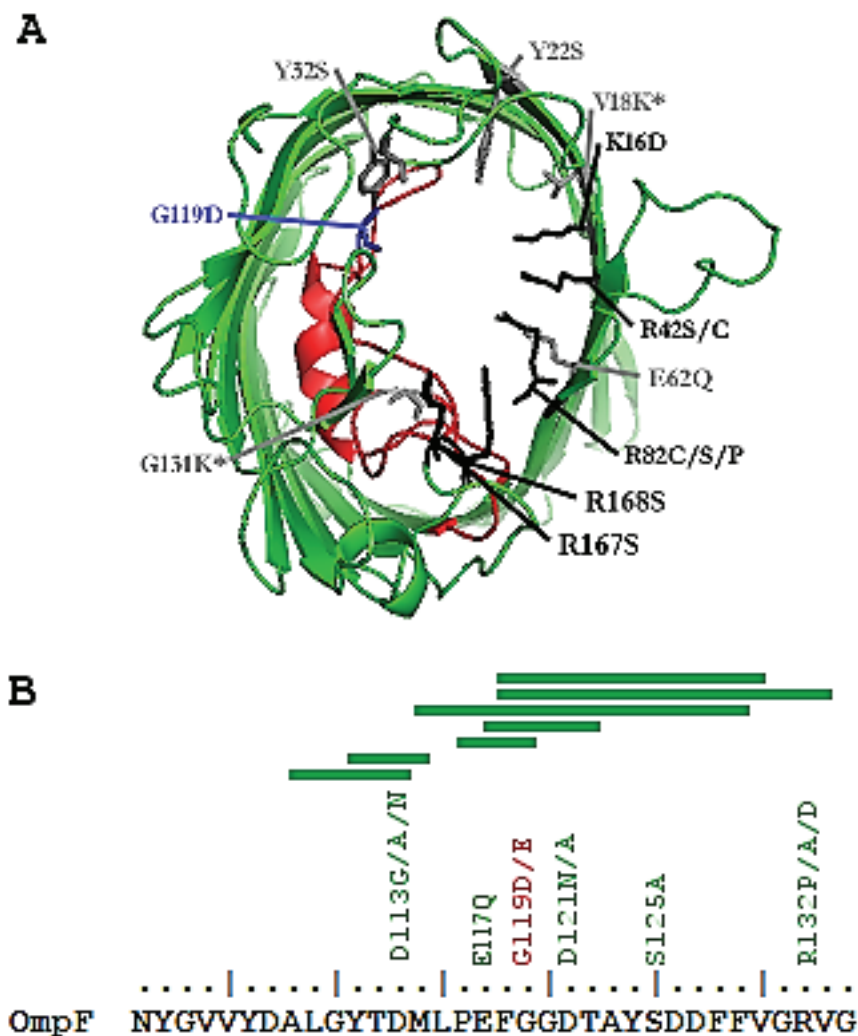 A
Y22S
Y32S
V18K*
K16D
G119D
R42S/C
E62Q
R82C/S/P
G131K*
R168S
R167S
B
D113G/A/N
E117Q
G119D/E
D121N/A
S125A
R132P/A/D
....|....|....|....|....|....|....
OmpF NYGVVYDALGYTDMLPEFGGDTAYSDDFFVGRVG